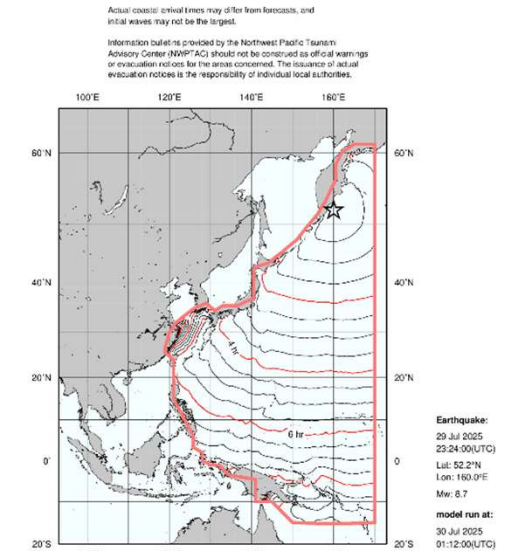 Actual coastal arrival times may differ from forecasts, and
initial waves may not be the largest.
Information bulletins provided by the Northwest Pacific Tsunami
Advisory Center (NWPTAC) should not be construed as official warnings
or evacuation notices for the areas concerned. The issuance of actual
evacuation notices is the responsibility of individual local authorities.
100°E 120°E 140°E 160°E
60°N 60°N
40°N 40°N
4 hr
20°N 20°N
6 hr
0° 0°
20°S 20°S
Earthquake:
29 Jul 2025
23:24:00(UTC)
Lat: 52.2°N
Lon: 160.0°E
Mw: 8.7
model run at:
30 Jul 2025
01:12:00(UTC)